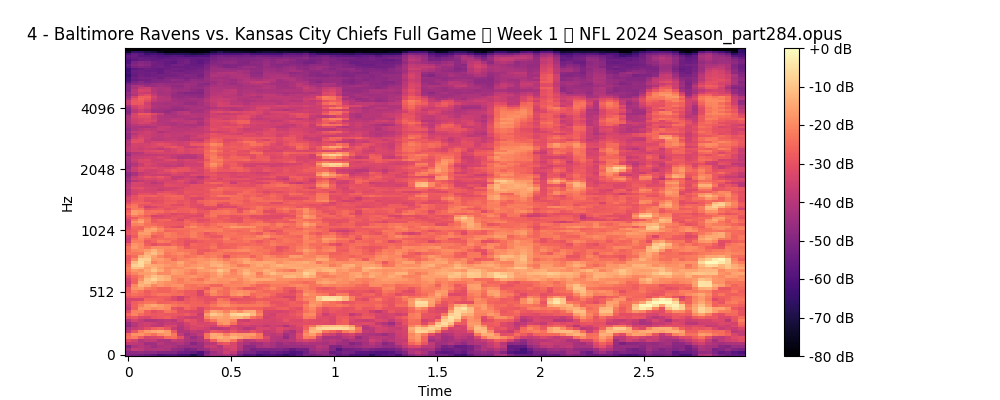 4 - Baltimore Ravens vs. Kansas City Chiefs Full Game ▯ Week 1 ▯ NFL 2024 Season_part284.opus
+0 dB
-10 dB
-20 dB
-30 dB
-40 dB
-50 dB
-60 dB
-70 dB
-80 dB
4096
2048
1024
512
0
Hz
0 0.5 1 1.5 2 2.5
Time